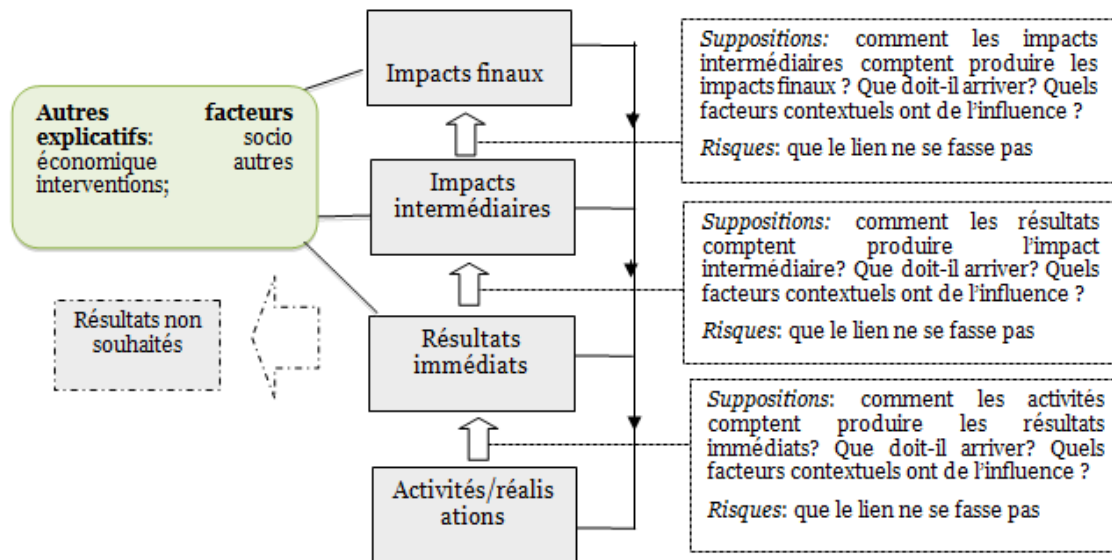 Impacts finaux
Autres facteurs
explicatifs: socio
économique autres
interventions;
Impacts
intermédiaires
Résultats non
souhaités
Résultats
immédiats
Activités/réalis
ations
Suppositions: comment les impacts
intermédiaires comptent produire les
impacts finaux ? Que doit-il arriver? Quels
facteurs contextuels ont de l'influence ?
Risques: que le lien ne se fasse pas
Suppositions: comment les résultats
comptent produire l'impact
intermédiaire? Que doit-il arriver? Quels
facteurs contextuels ont de l'influence ?
Risques: que le lien ne se fasse pas
Suppositions: comment les activités
comptent produire les résultats
immédiats? Que doit-il arriver? Quels
facteurs contextuels ont de l'influence ?
Risques: que le lien ne se fasse pas